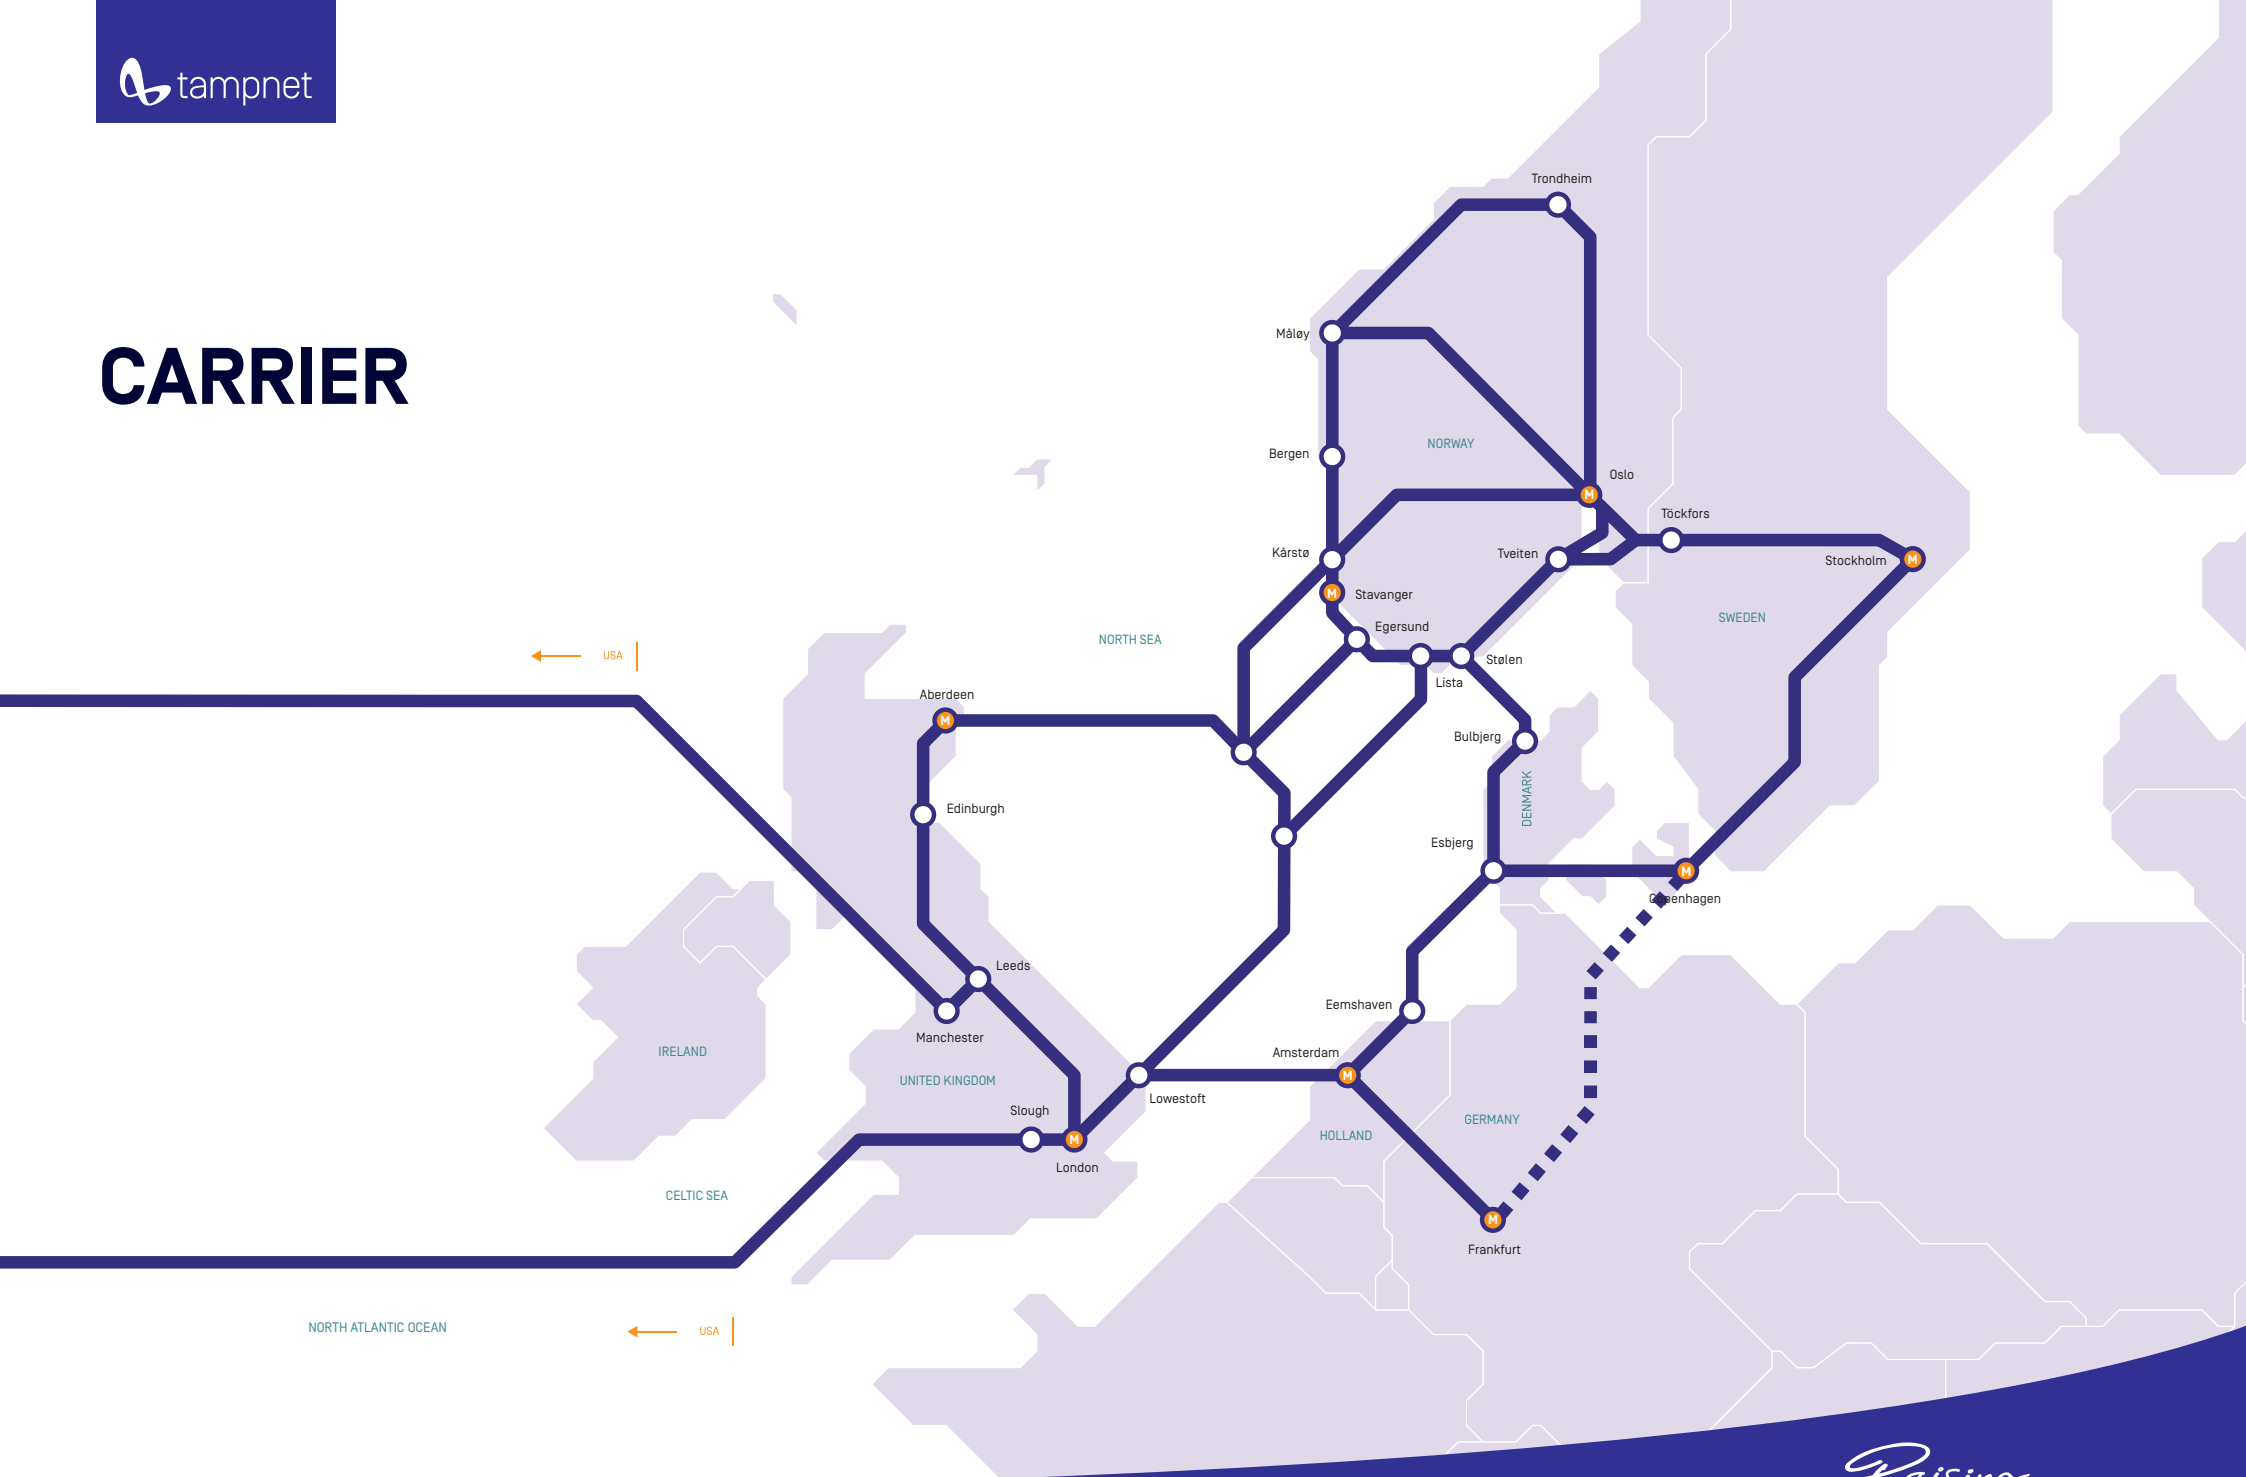 tampnet
CARRIER
Trondheim
Måløy
NORWAY
Bergen
Oslo
Töckfors
Kårstø
Tveiten
Stockholm
M
M
M
Stavanger
SWEDEN
Egersund
NORTH SEA
USA
Stølen
Lista
Aberdeen
M
Bulbjerg
DENMARK
Edinburgh
Esbjerg
M
Copenhagen
Leeds
Eemshaven
Manchester
IRELAND
Amsterdam
M
UNITED KINGDOM
Lowestoft
Slough
GERMANY
HOLLAND
M
London
CELTIC SEA
M
Frankfurt
NORTH ATLANTIC OCEAN
USA
Raising